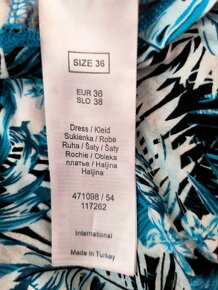 SIZE 36
EUR 36
SLO 38
Dress / Kleid
Sukienka / Robe
Ruha / Šaty / Šaty
Rochie / Obleka
платье / Haljina
Haljina
471098 / 54
117262
International
Made in Turkey